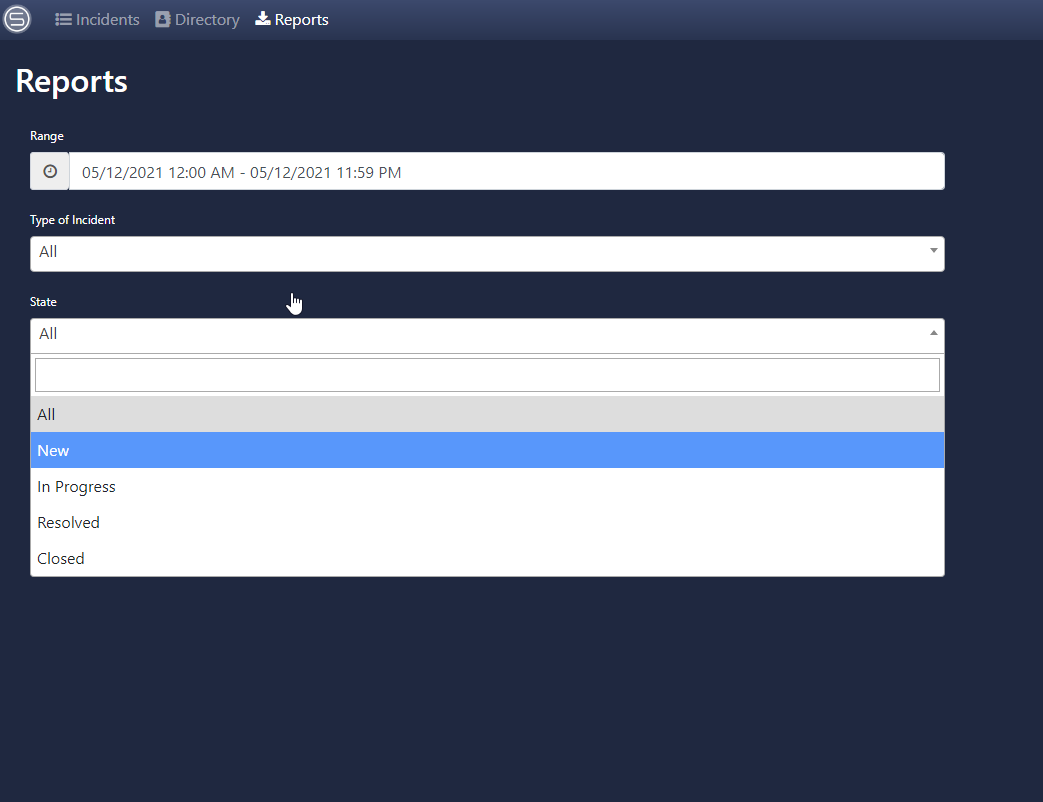 Incidents Directory Reports
Reports
Range
05/12/2021 12:00 AM - 05/12/2021 11:59 PM
Type of Incident
All
State
All
All
New
In Progress
Resolved
Closed